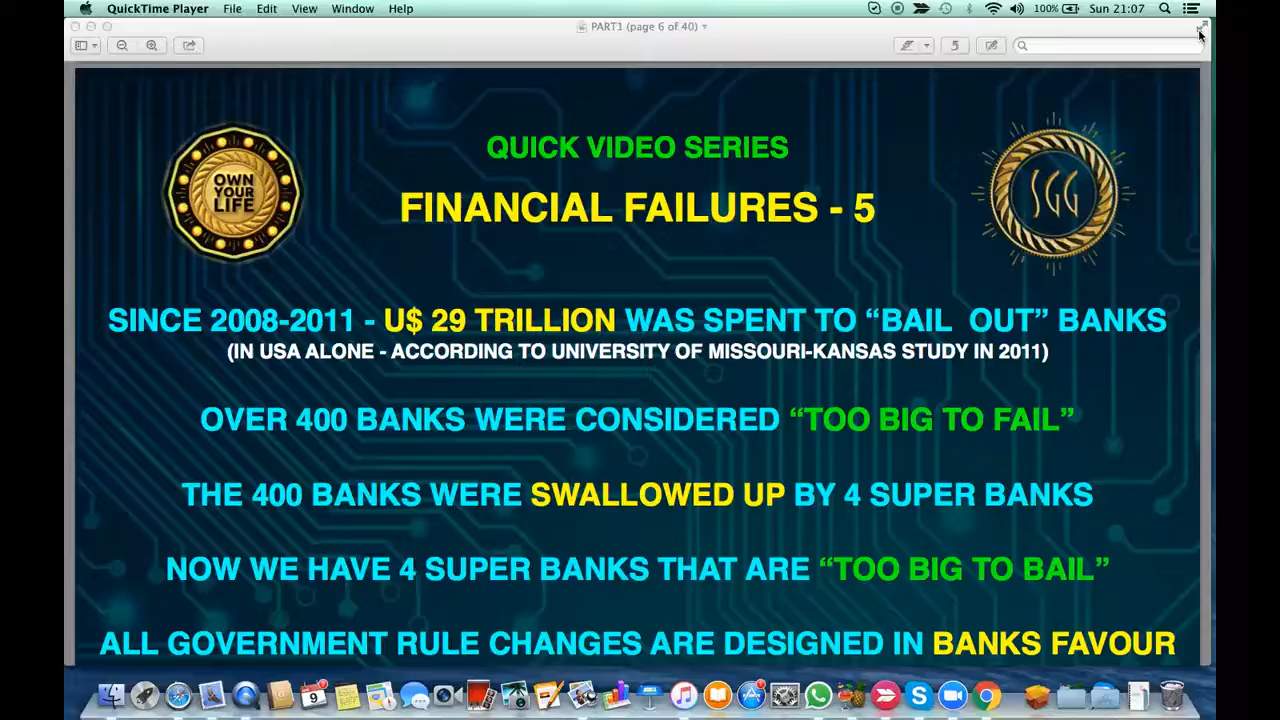 QuickTime Player File Edit View Window Help 100% Sun 21:07
PART1 (page 6 of 40)
QUICK VIDEO SERIES
OWN
YOUR
LIFE
SGG
FINANCIAL FAILURES - 5
SINCE 2008-2011 - U$ 29 TRILLION WAS SPENT TO “BAIL OUT” BANKS
(IN USA ALONE - ACCORDING TO UNIVERSITY OF MISSOURI-KANSAS STUDY IN 2011)
OVER 400 BANKS WERE CONSIDERED “TOO BIG TO FAIL”
THE 400 BANKS WERE SWALLOWED UP BY 4 SUPER BANKS
NOW WE HAVE 4 SUPER BANKS THAT ARE “TOO BIG TO BAIL”
ALL GOVERNMENT RULE CHANGES ARE DESIGNED IN BANKS FAVOUR
9